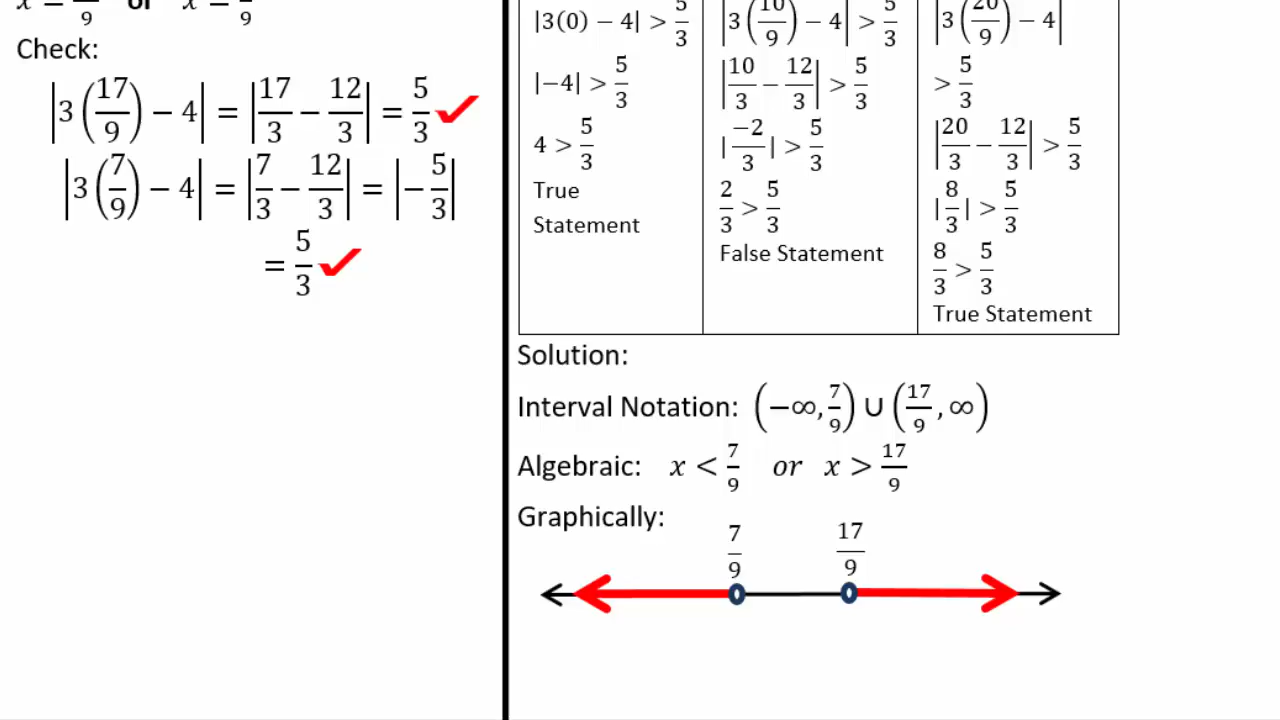 x = 9 or x = 9
Check:
|3(17/9) − 4| = |17/3 − 12/3| = 5/3 ✓
|3(7/9) − 4| = |7/3 − 12/3| = |−5/3|
= 5/3 ✓
|3(0) − 4| > 5/3
|−4| > 5/3
4 > 5/3
True
Statement
|3(10/9) − 4| > 5/3
|10/3 − 12/3| > 5/3
|−2/3| > 5/3
2/3 > 5/3
False Statement
|3(20/9) − 4|
> 5/3
|20/3 − 12/3| > 5/3
|8/3| > 5/3
8/3 > 5/3
True Statement
Solution:
Interval Notation: (−∞, 7/9) ∪ (17/9, ∞)
Algebraic: x < 7/9 or x > 17/9
Graphically:
7/9 17/9